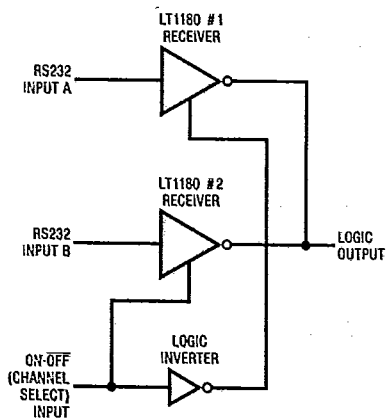 LT1180 #1
RECEIVER
RS232
INPUT A
LT1180 #2
RECEIVER
RS232
INPUT B
LOGIC
OUTPUT
LOGIC
INVERTER
ON-OFF
(CHANNEL
SELECT)
INPUT